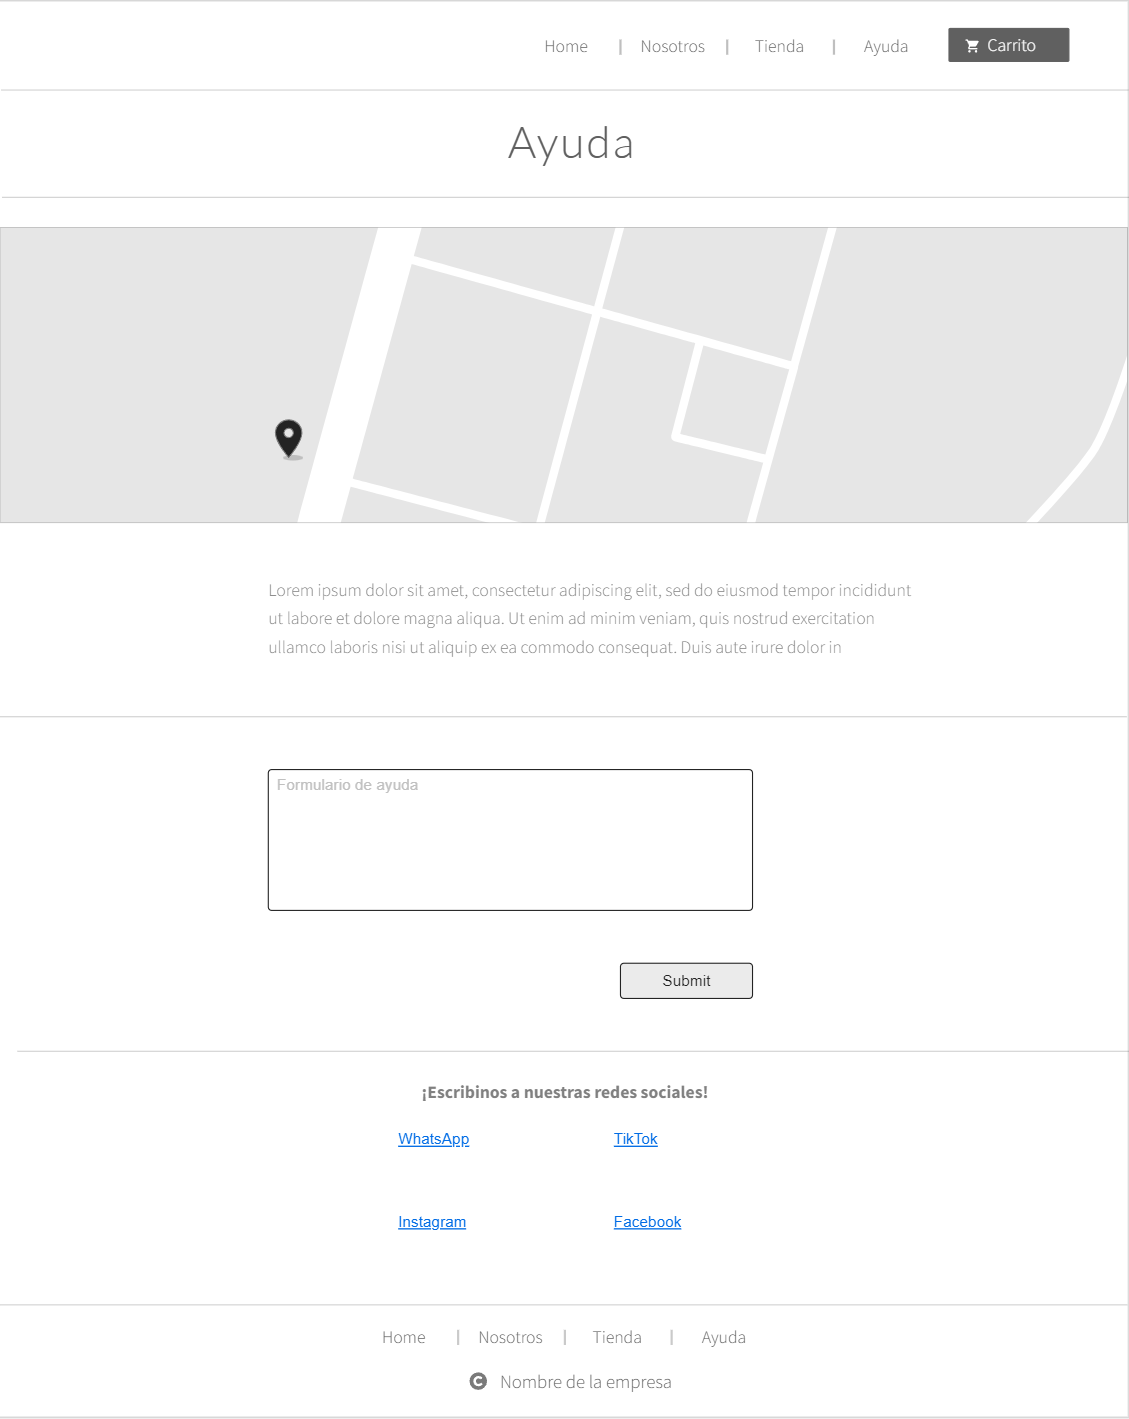 Home | Nosotros | Tienda | Ayuda Carrito
Ayuda
Lorem ipsum dolor sit amet, consectetur adipiscing elit, sed do eiusmod tempor incididunt
ut labore et dolore magna aliqua. Ut enim ad minim veniam, quis nostrud exercitation
ullamco laboris nisi ut aliquip ex ea commodo consequat. Duis aute irure dolor in
Formulario de ayuda
Submit
¡Escribinos a nuestras redes sociales!
WhatsApp TikTok
Instagram Facebook
Home | Nosotros | Tienda | Ayuda
© Nombre de la empresa